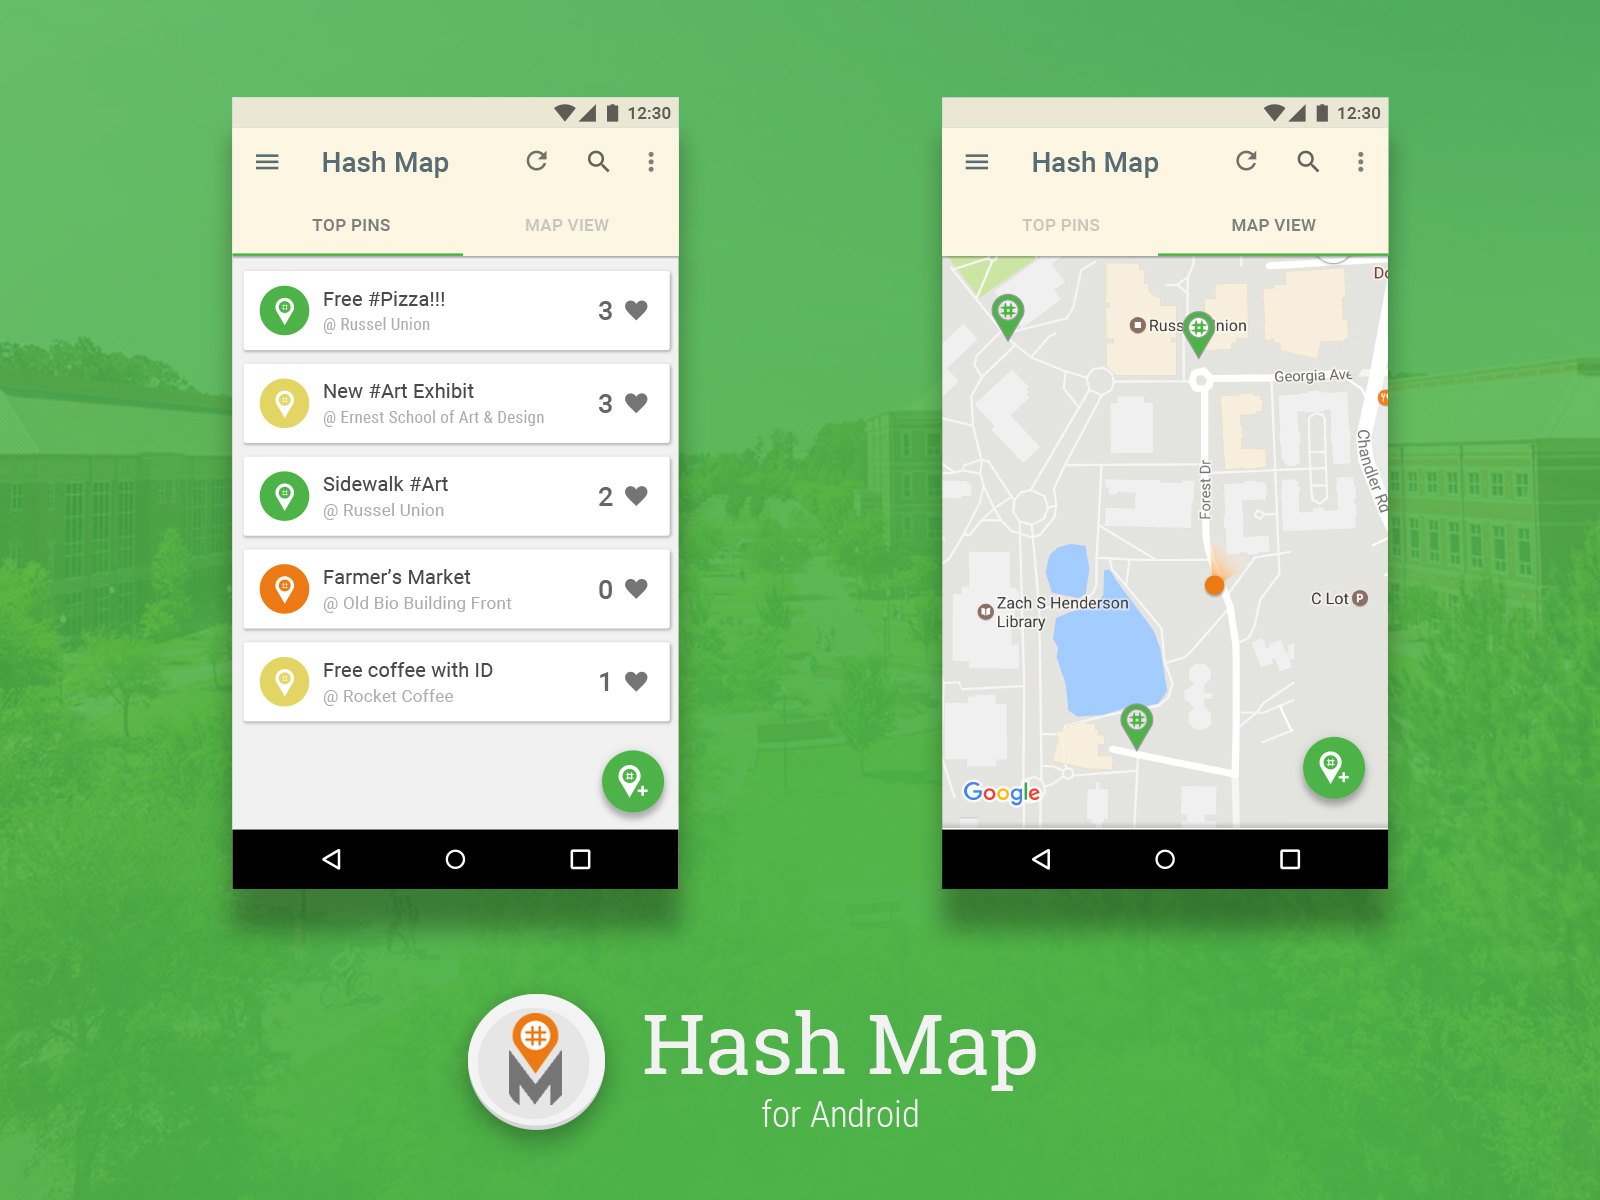 12:30
Hash Map
TOP PINS MAP VIEW
Free #Pizza!!!
@ Russel Union
3
New #Art Exhibit
@ Ernest School of Art & Design
3
Sidewalk #Art
@ Russel Union
2
Farmer’s Market
@ Old Bio Building Front
0
Free coffee with ID
@ Rocket Coffee
1
12:30
Hash Map
TOP PINS MAP VIEW
Do
Russ nion
Georgia Ave
Chandler Rd
Forest Dr
Zach S Henderson
Library
C Lot P
Google
# M
Hash Map
for Android